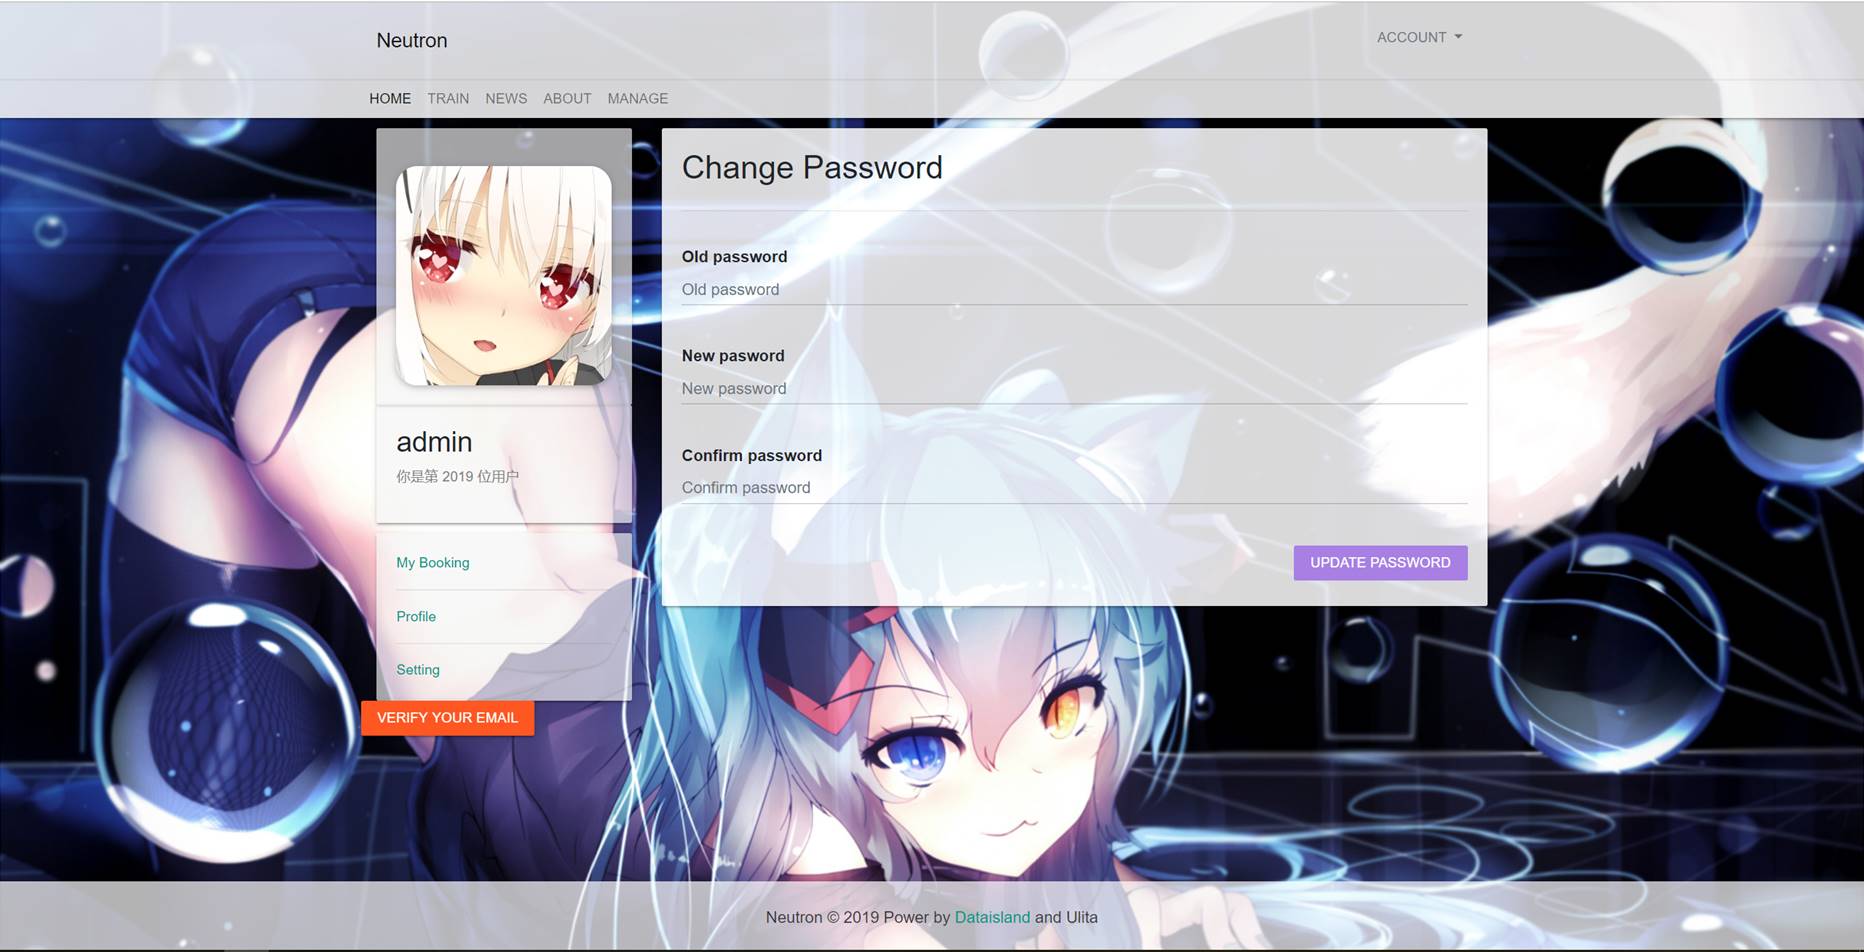 Neutron
ACCOUNT
HOME TRAIN NEWS ABOUT MANAGE
admin
你是第 2019 位用户
My Booking
Profile
Setting
VERIFY YOUR EMAIL
Change Password
Old password
Old password
New pasword
New password
Confirm password
Confirm password
UPDATE PASSWORD
Neutron © 2019 Power by Dataisland and Ulita